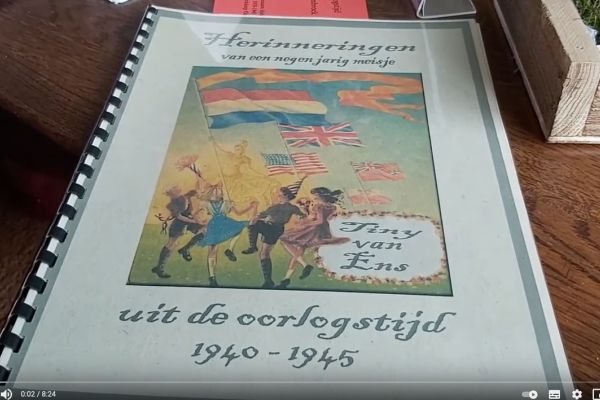 Herinneringen
van een negen jarig meisje
Tiny
van
Ens
uit de oorlogstijd
1940 - 1945
0:02 / 8:24